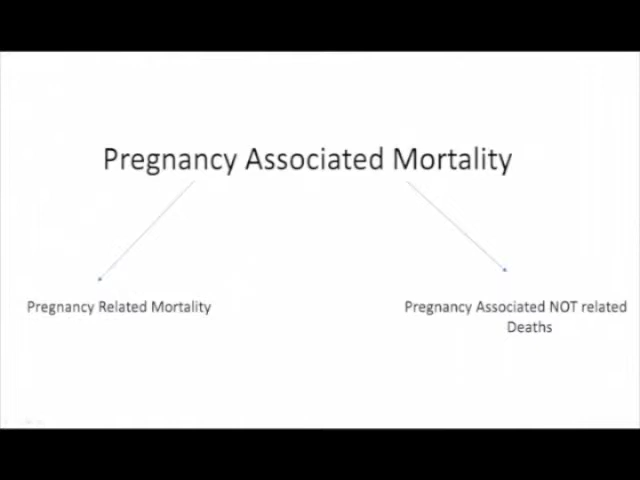 Pregnancy Associated Mortality
Pregnancy Related Mortality
Pregnancy Associated NOT related
Deaths